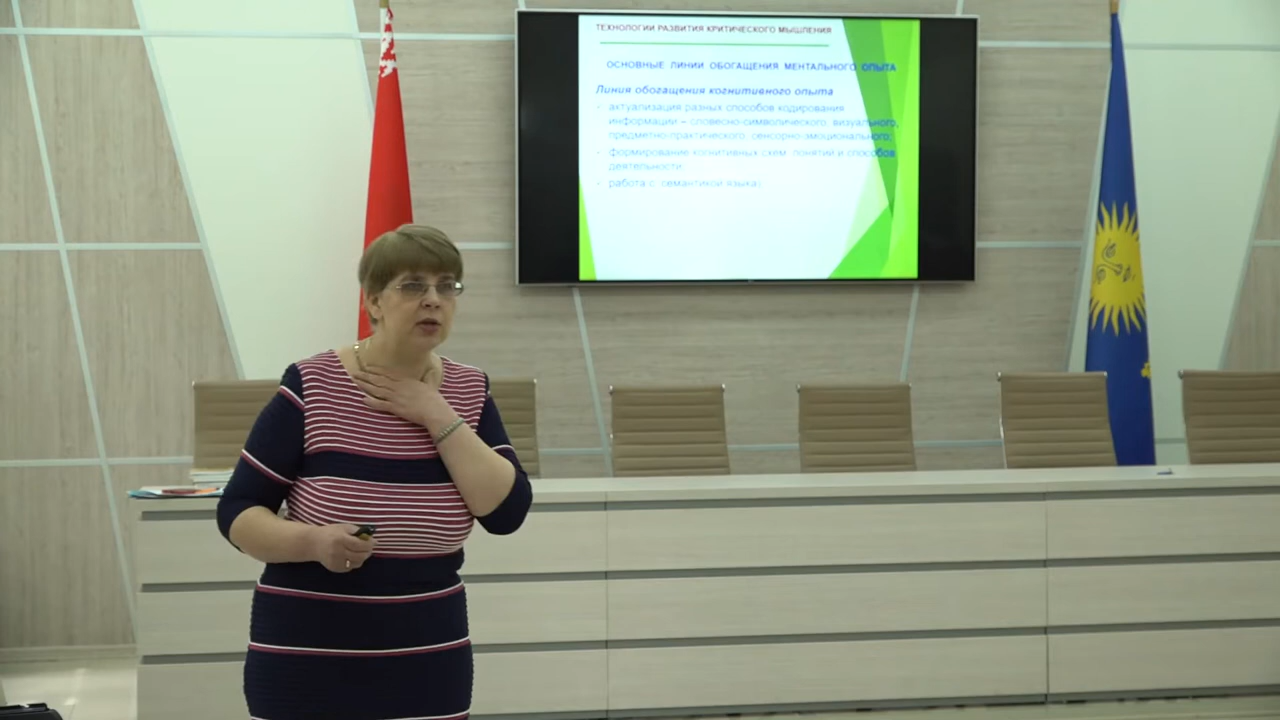 ТЕХНОЛОГИИ РАЗВИТИЯ КРИТИЧЕСКОГО МЫШЛЕНИЯ
ОСНОВНЫЕ ЛИНИИ ОБОГАЩЕНИЯ МЕНТАЛЬНОГО ОПЫТА
Линия обогащения когнитивного опыта
- актуализация разных способов кодирования
информации – словесно-символического, визуального,
предметно-практического, сенсорно-эмоционального;
- формирование когнитивных схем, понятий и способов
деятельности;
- работа с семантикой языка)